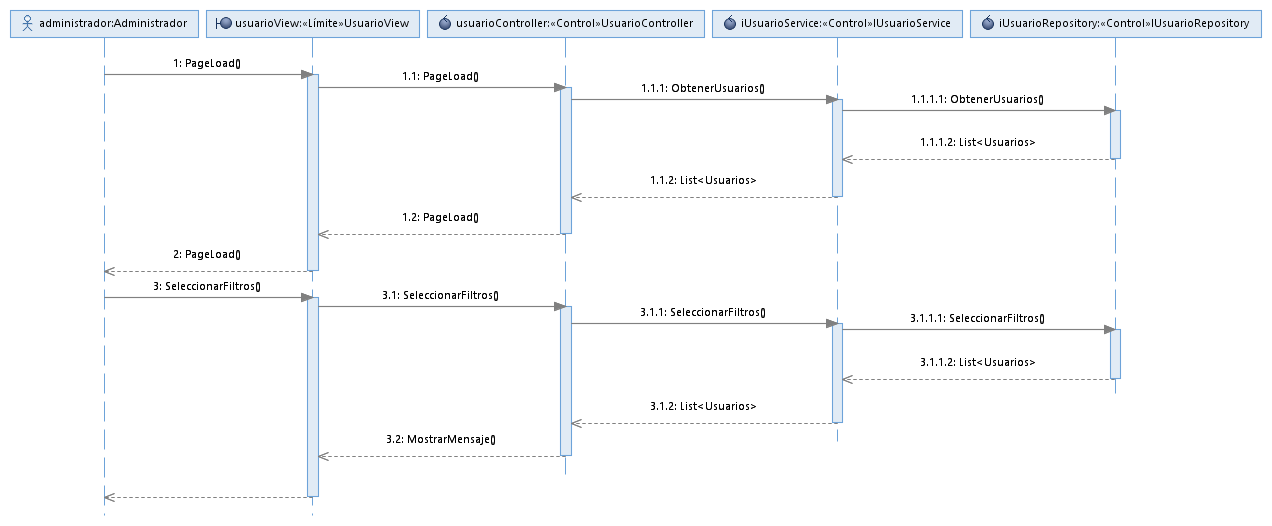 administrador:Administrador
usuarioView:«Límite»UsuarioView
usuarioController:«Control»UsuarioController
iUsuarioService:«Control»IUsuarioService
iUsuarioRepository:«Control»IUsuarioRepository
1: PageLoad()
1.1: PageLoad()
1.1.1: ObtenerUsuarios()
1.1.1.1: ObtenerUsuarios()
1.1.1.2: List<Usuarios>
1.1.2: List<Usuarios>
1.2: PageLoad()
2: PageLoad()
3: SeleccionarFiltros()
3.1: SeleccionarFiltros()
3.1.1: SeleccionarFiltros()
3.1.1.1: SeleccionarFiltros()
3.1.1.2: List<Usuarios>
3.1.2: List<Usuarios>
3.2: MostrarMensaje()